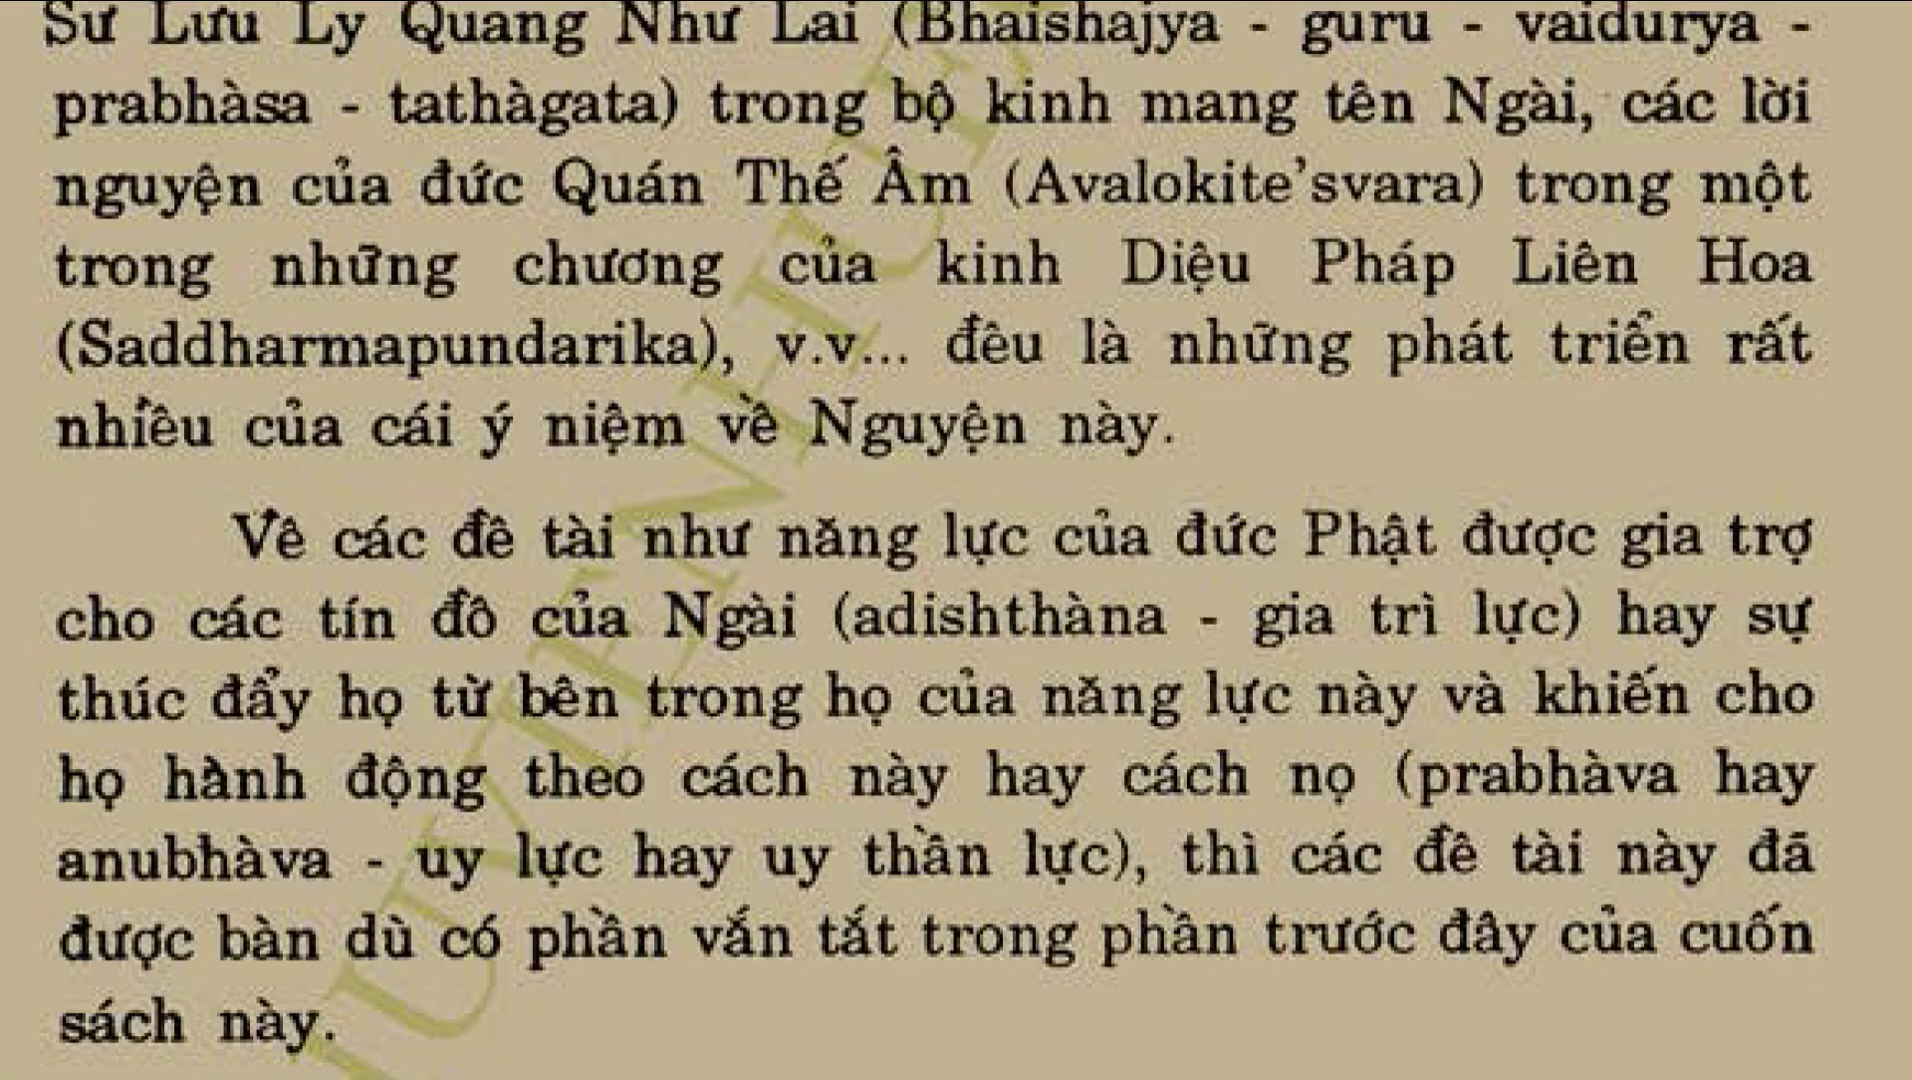 Sư Lưu Ly Quang Như Lai (Bhaishajya - guru - vaidurya -
prabhàsa - tathàgata) trong bộ kinh mang tên Ngài, các lời
nguyện của đức Quán Thế Âm (Avalokite’svara) trong một
trong những chương của kinh Diệu Pháp Liên Hoa
(Saddharmapundarika), v.v... đều là những phát triển rất
nhiều của cái ý niệm về Nguyện này.
Về các đề tài như năng lực của đức Phật được gia trợ
cho các tín đồ của Ngài (adishthàna - gia trì lực) hay sự
thúc đẩy họ từ bên trong họ của năng lực này và khiến cho
họ hành động theo cách này hay cách nọ (prabhàva hay
anubhàva - uy lực hay uy thần lực), thì các đề tài này đã
được bàn dù có phần vắn tắt trong phần trước đây của cuốn
sách này.